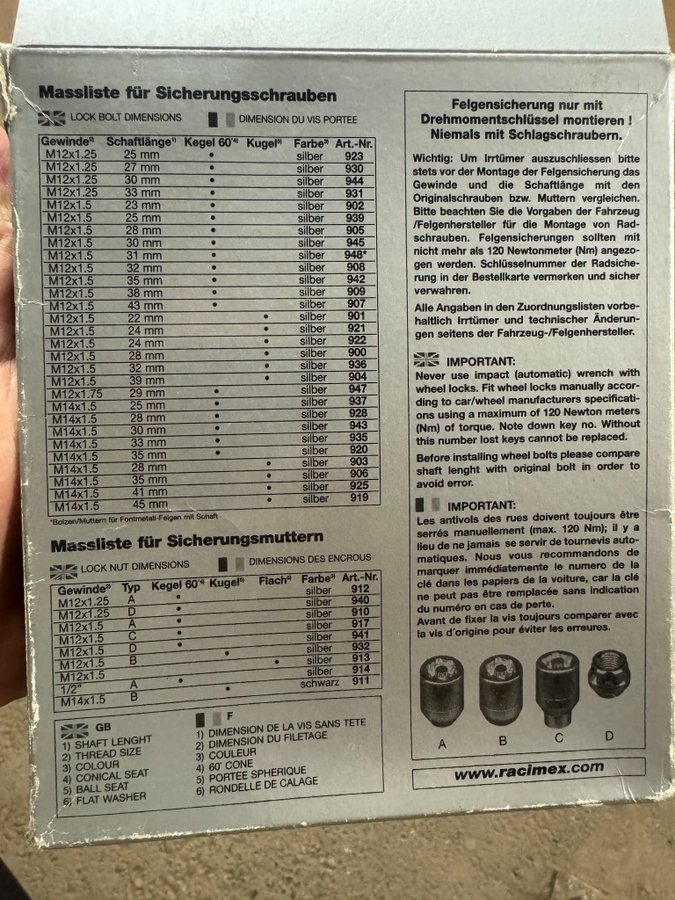 Massliste für Sicherungsschrauben
LOCK BOLT DIMENSIONS DIMENSION DU VIS PORTEE
Gewinde²⁾ Schaftlänge¹⁾ Kegel 60°⁴⁾ Kugel⁵⁾ Farbe³⁾ Art.-Nr.
M12x1.25 25 mm • silber 923
M12x1.25 27 mm • silber 930
M12x1.25 30 mm • silber 944
M12x1.25 33 mm • silber 931
M12x1.5 23 mm • silber 902
M12x1.5 25 mm • silber 939
M12x1.5 28 mm • silber 905
M12x1.5 30 mm • silber 945
M12x1.5 31 mm • silber 948*
M12x1.5 32 mm • silber 908
M12x1.5 35 mm • silber 942
M12x1.5 38 mm • silber 909
M12x1.5 43 mm • silber 907
M12x1.5 22 mm • silber 901
M12x1.5 24 mm • silber 921
M12x1.5 24 mm • silber 922
M12x1.5 28 mm • silber 900
M12x1.5 32 mm • silber 936
M12x1.5 39 mm • silber 904
M12x1.75 29 mm • silber 947
M14x1.5 25 mm • silber 937
M14x1.5 28 mm • silber 928
M14x1.5 30 mm • silber 943
M14x1.5 33 mm • silber 935
M14x1.5 35 mm • silber 920
M14x1.5 28 mm • silber 903
M14x1.5 35 mm • silber 906
M14x1.5 41 mm • silber 925
M14x1.5 45 mm • silber 919
*Bolzen/Muttern für Fontmetall-Felgen mit Schaft
Massliste für Sicherungsmuttern
LOCK NUT DIMENSIONS DIMENSIONS DES ENCROUS
Gewinde²⁾ Typ Kegel 60°⁴⁾ Kugel⁵⁾ Flach⁶⁾ Farbe³⁾ Art.-Nr.
M12x1.25 A • silber 912
M12x1.25 D • silber 940
M12x1.5 A • silber 910
M12x1.5 C • silber 917
M12x1.5 D • silber 941
M12x1.5 B • silber 932
M12x1.5 • silber 913
1/2" A • silber 914
M14x1.5 B • schwarz 911
GB
1) SHAFT LENGHT
2) THREAD SIZE
3) COLOUR
4) CONICAL SEAT
5) BALL SEAT
6) FLAT WASHER
F
1) DIMENSION DE LA VIS SANS TETE
2) DIMENSION DU FILETAGE
3) COULEUR
4) 60° CONE
5) PORTEE SPHERIQUE
6) RONDELLE DE CALAGE
Felgensicherung nur mit
Drehmomentschlüssel montieren !
Niemals mit Schlagschraubern.
Wichtig: Um Irrtümer auszuschliessen bitte
stets vor der Montage der Felgensicherung das
Gewinde und die Schaftlänge mit den
Originalschrauben bzw. Muttern vergleichen.
Bitte beachten Sie die Vorgaben der Fahrzeug
/Felgenhersteller für die Montage von Rad-
schrauben. Felgensicherungen sollten mit
nicht mehr als 120 Newtonmeter (Nm) angezo-
gen werden. Schlüsselnummer der Radsiche-
rung in der Bestellkarte vermerken und sicher
verwahren.
Alle Angaben in den Zuordnungslisten vorbe-
haltlich Irrtümer und technischer Änderun-
gen seitens der Fahrzeug-/Felgenhersteller.
IMPORTANT:
Never use impact (automatic) wrench with
wheel locks. Fit wheel locks manually accor-
ding to car/wheel manufacturers specificati-
ons using a maximum of 120 Newton meters
(Nm) of torque. Note down key no. Without
this number lost keys cannot be replaced.
Before installing wheel bolts please compare
shaft lenght with original bolt in order to
avoid error.
IMPORTANT:
Les antivols des rues doivent toujours être
serrés manuellement (max. 120 Nm); il y a
lieu de ne jamais se servir de tournevis auto-
matiques. Nous vous recommandons de
marquer immédiatement le numero de la
clé dans les papiers de la voiture, car la clé
ne peut pas être remplacée sans indication
du numéro en cas de perte.
Avant de fixer la vis toujours comparer avec
la vis d´origine pour éviter les erreures.
A B C D
www.racimex.com